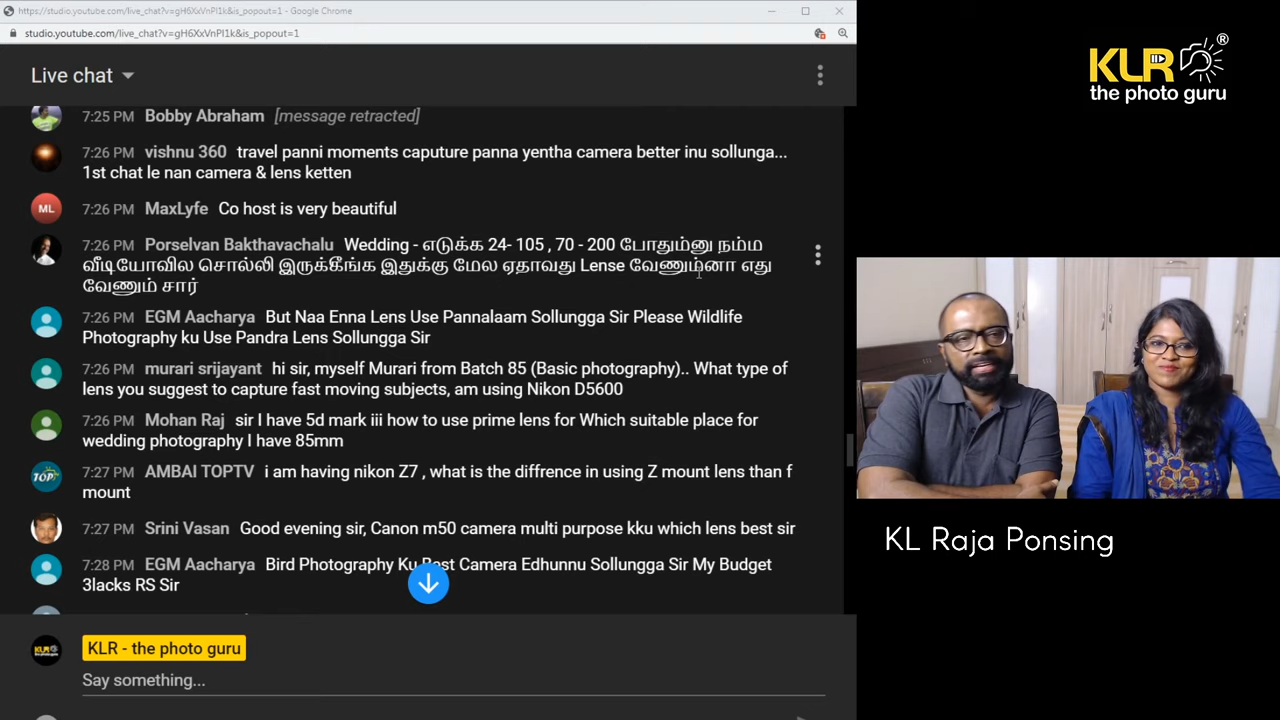 https://studio.youtube.com/live_chat?v=gH6XxVnPl1k&is_popout=1 - Google Chrome
studio.youtube.com/live_chat?v=gH6XxVnPl1k&is_popout=1
Live chat
7:25 PM Bobby Abraham [message retracted]
7:26 PM vishnu 360 travel panni moments caputure panna yentha camera better inu sollunga...
1st chat le nan camera & lens ketten
ML 7:26 PM MaxLyfe Co host is very beautiful
7:26 PM Porselvan Bakthavachalu Wedding - எடுக்க 24- 105 , 70 - 200 போதும்னு நம்ம
வீடியோவில சொல்லி இருக்கீங்க இதுக்கு மேல ஏதாவது Lense வேணும்னா எது
வேணும் சார்
7:26 PM EGM Aacharya But Naa Enna Lens Use Pannalaam Sollungga Sir Please Wildlife
Photography ku Use Pandra Lens Sollungga Sir
7:26 PM murari srijayant hi sir, myself Murari from Batch 85 (Basic photography).. What type of
lens you suggest to capture fast moving subjects, am using Nikon D5600
7:26 PM Mohan Raj sir I have 5d mark iii how to use prime lens for Which suitable place for
wedding photography I have 85mm
TOP 7:27 PM AMBAI TOPTV i am having nikon Z7 , what is the diffrence in using Z mount lens than f
mount
7:27 PM Srini Vasan Good evening sir, Canon m50 camera multi purpose kku which lens best sir
7:28 PM EGM Aacharya Bird Photography Ku Best Camera Edhunnu Sollungga Sir My Budget
3lacks RS Sir
KLR - the photo guru
Say something...
KLR ®
the photo guru
KL Raja Ponsing